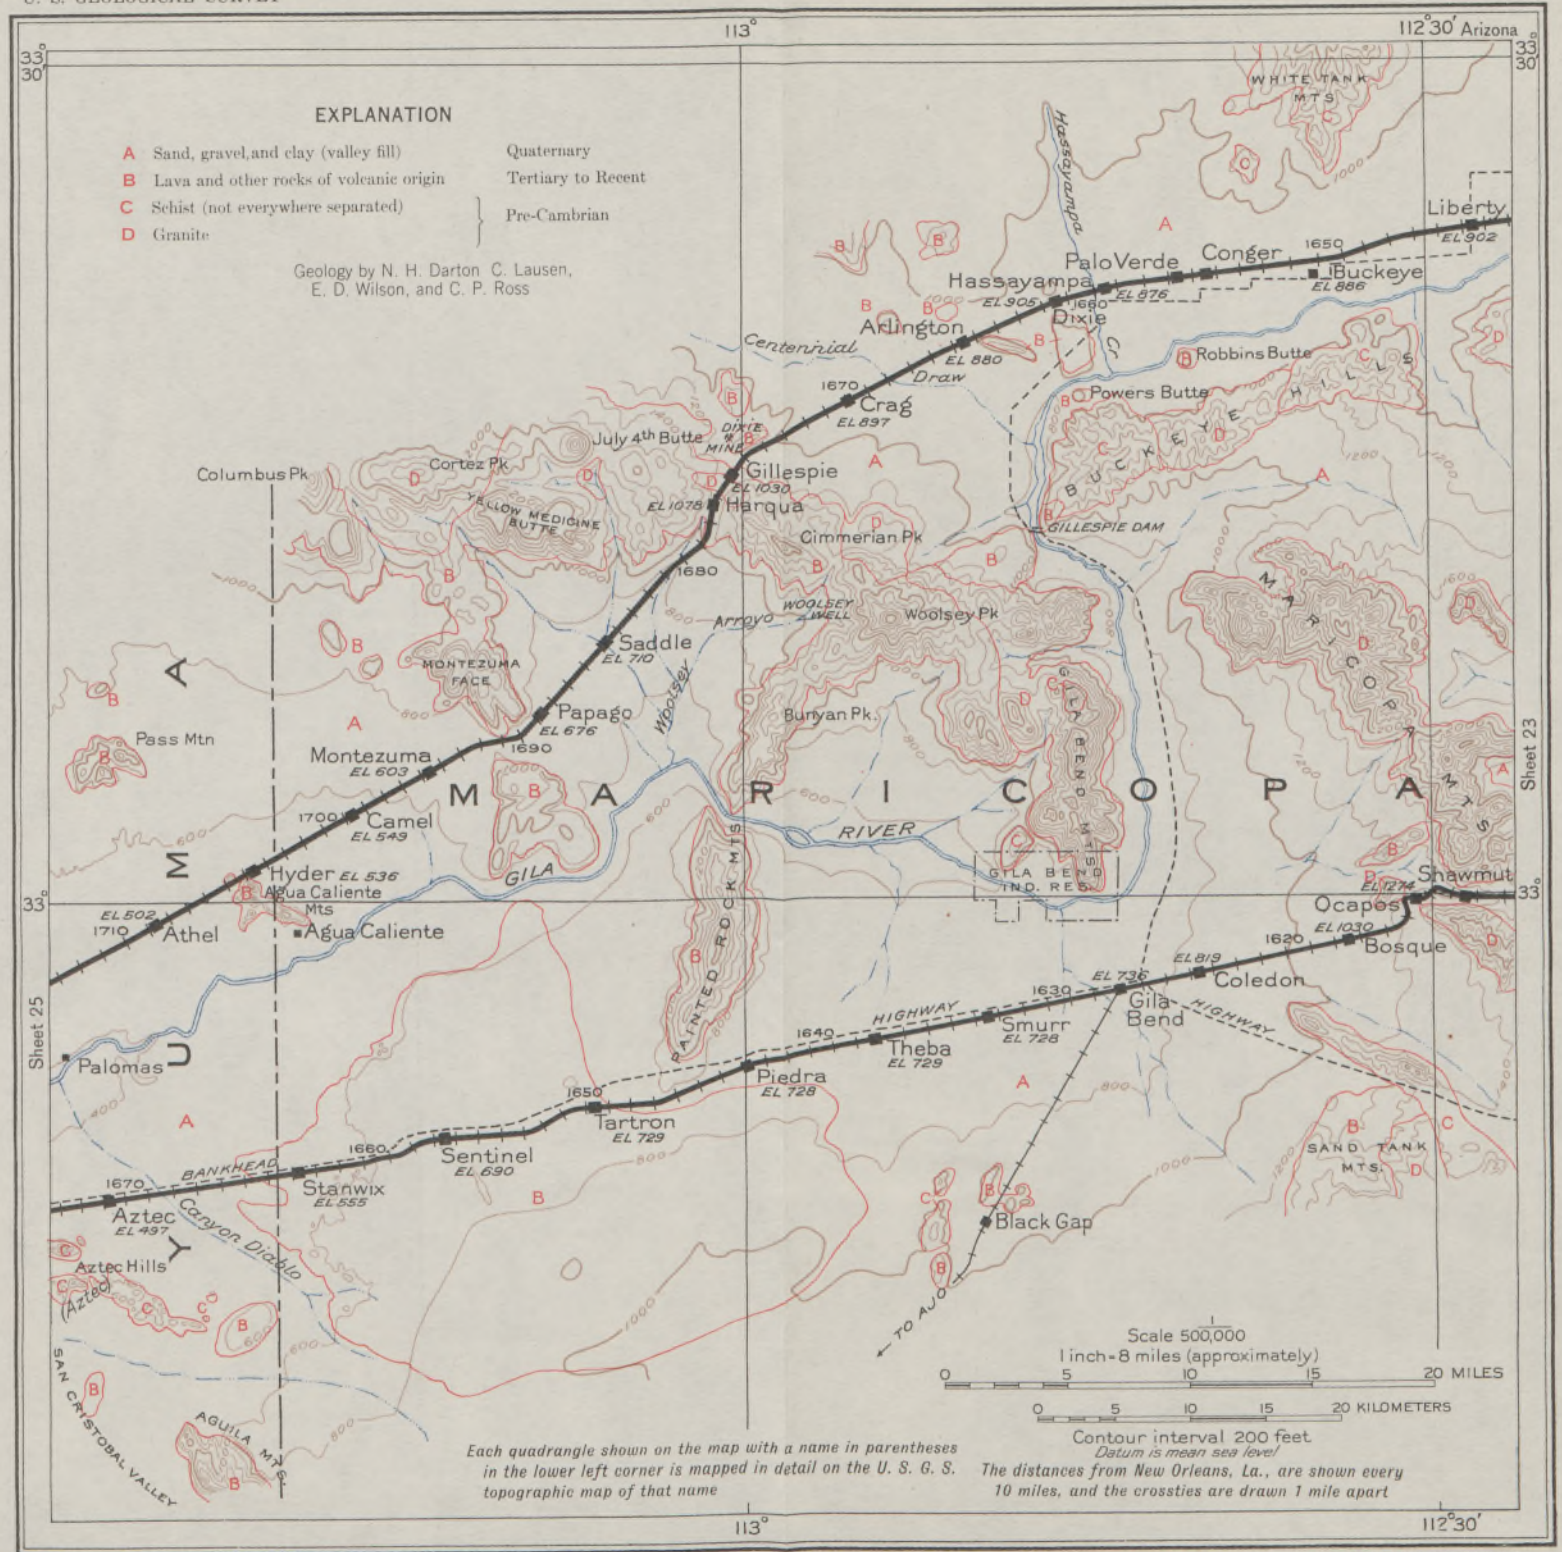 U. S. GEOLOGICAL SURVEY
113°
112°30' Arizona
33°
30'
33°
30'
EXPLANATION
A Sand, gravel, and clay (valley fill) Quaternary
B Lava and other rocks of volcanic origin Tertiary to Recent
C Schist (not everywhere separated)
Pre-Cambrian
D Granite
Geology by N. H. Darton C. Lausen,
E. D. Wilson, and C. P. Ross
WHITE TANK
MTS
Hassayampa
Cr
1000
Liberty
EL 902
1650
Conger
Buckeye
EL 886
Palo Verde
EL 876
Hassayampa
EL 905
1660
Dixie
Arlington
EL 880
Centennial
Draw
1670
Crag
EL 897
Robbins Butte
Powers Butte
BUCKEYE HILLS
1200
1200
July 4th Butte
DIXIE
MINE
Gillespie
EL 1030
EL 1078
Harqua
Columbus Pk
Cortez Pk
YELLOW MEDICINE
BUTTE
Cimmerian Pk
GILLESPIE DAM
1680
WOOLSEY
WELL
Arroyo
Woolsey
Woolsey Pk
Saddle
EL 710
MONTEZUMA
FACE
MARICOPA MTS
GILA BEND MTS
Papago
EL 676
1690
Bunyan Pk.
Pass Mtn
Montezuma
EL 603
Sheet 23
MARICOPA
YUMA
1700
Camel
EL 549
RIVER
GILA
PAINTED ROCK MTS
Hyder EL 536
Agua Caliente
Mts
GILA BEND
IND. RES.
Shawmut
EL 1274
Ocapos
33°
33°
EL 502
1710
Athel
Agua Caliente
EL 1030
1620
Bosque
EL 819
Coledon
EL 736
1630
Gila
Bend
HIGHWAY
HIGHWAY
Smurr
EL 728
1640
Theba
EL 729
Sheet 25
Palomas
Piedra
EL 728
1650
Tartron
EL 729
1660
Sentinel
EL 690
BANKHEAD
Stanwix
EL 555
1670
Aztec
EL 497
Canyon Diablo
SAND TANK
MTS.
Black Gap
TO AJO
Aztec Hills
(Aztec)
SAN CRISTOBAL VALLEY
AGUILA MTS.
Scale 1/500,000
1 inch=8 miles (approximately)
0 5 10 15 20 MILES
0 5 10 15 20 KILOMETERS
Contour interval 200 feet
Datum is mean sea level
Each quadrangle shown on the map with a name in parentheses
in the lower left corner is mapped in detail on the U. S. G. S.
topographic map of that name
The distances from New Orleans, La., are shown every
10 miles, and the crossties are drawn 1 mile apart
113°
112°30'